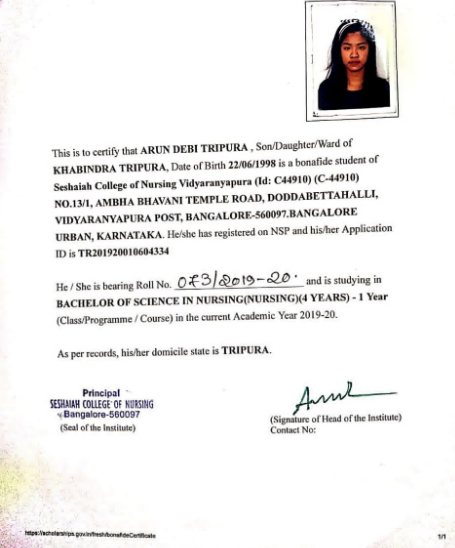 This is to certify that ARUN DEBI TRIPURA , Son/Daughter/Ward of
KHABINDRA TRIPURA, Date of Birth 22/06/1998 is a bonafide student of
Seshaiah College of Nursing Vidyaranyapura (Id: C44910) (C-44910)
NO.13/1, AMBHA BHAVANI TEMPLE ROAD, DODDABETTAHALLI,
VIDYARANYAPURA POST, BANGALORE-560097.BANGALORE
URBAN, KARNATAKA. He/she has registered on NSP and his/her Application
ID is TR201920010604334
He / She is bearing Roll No. 073/2019-20. and is studying in
BACHELOR OF SCIENCE IN NURSING(NURSING)(4 YEARS) - 1 Year
(Class/Programme / Course) in the current Academic Year 2019-20.
As per records, his/her domicile state is TRIPURA.
Principal
SESHAIAH COLLEGE OF NURSING
Bangalore-560097
(Seal of the Institute)
(Signature of Head of the Institute)
Contact No:
https://scholarships.gov.in/fresh/bonafideCertificate
1/1